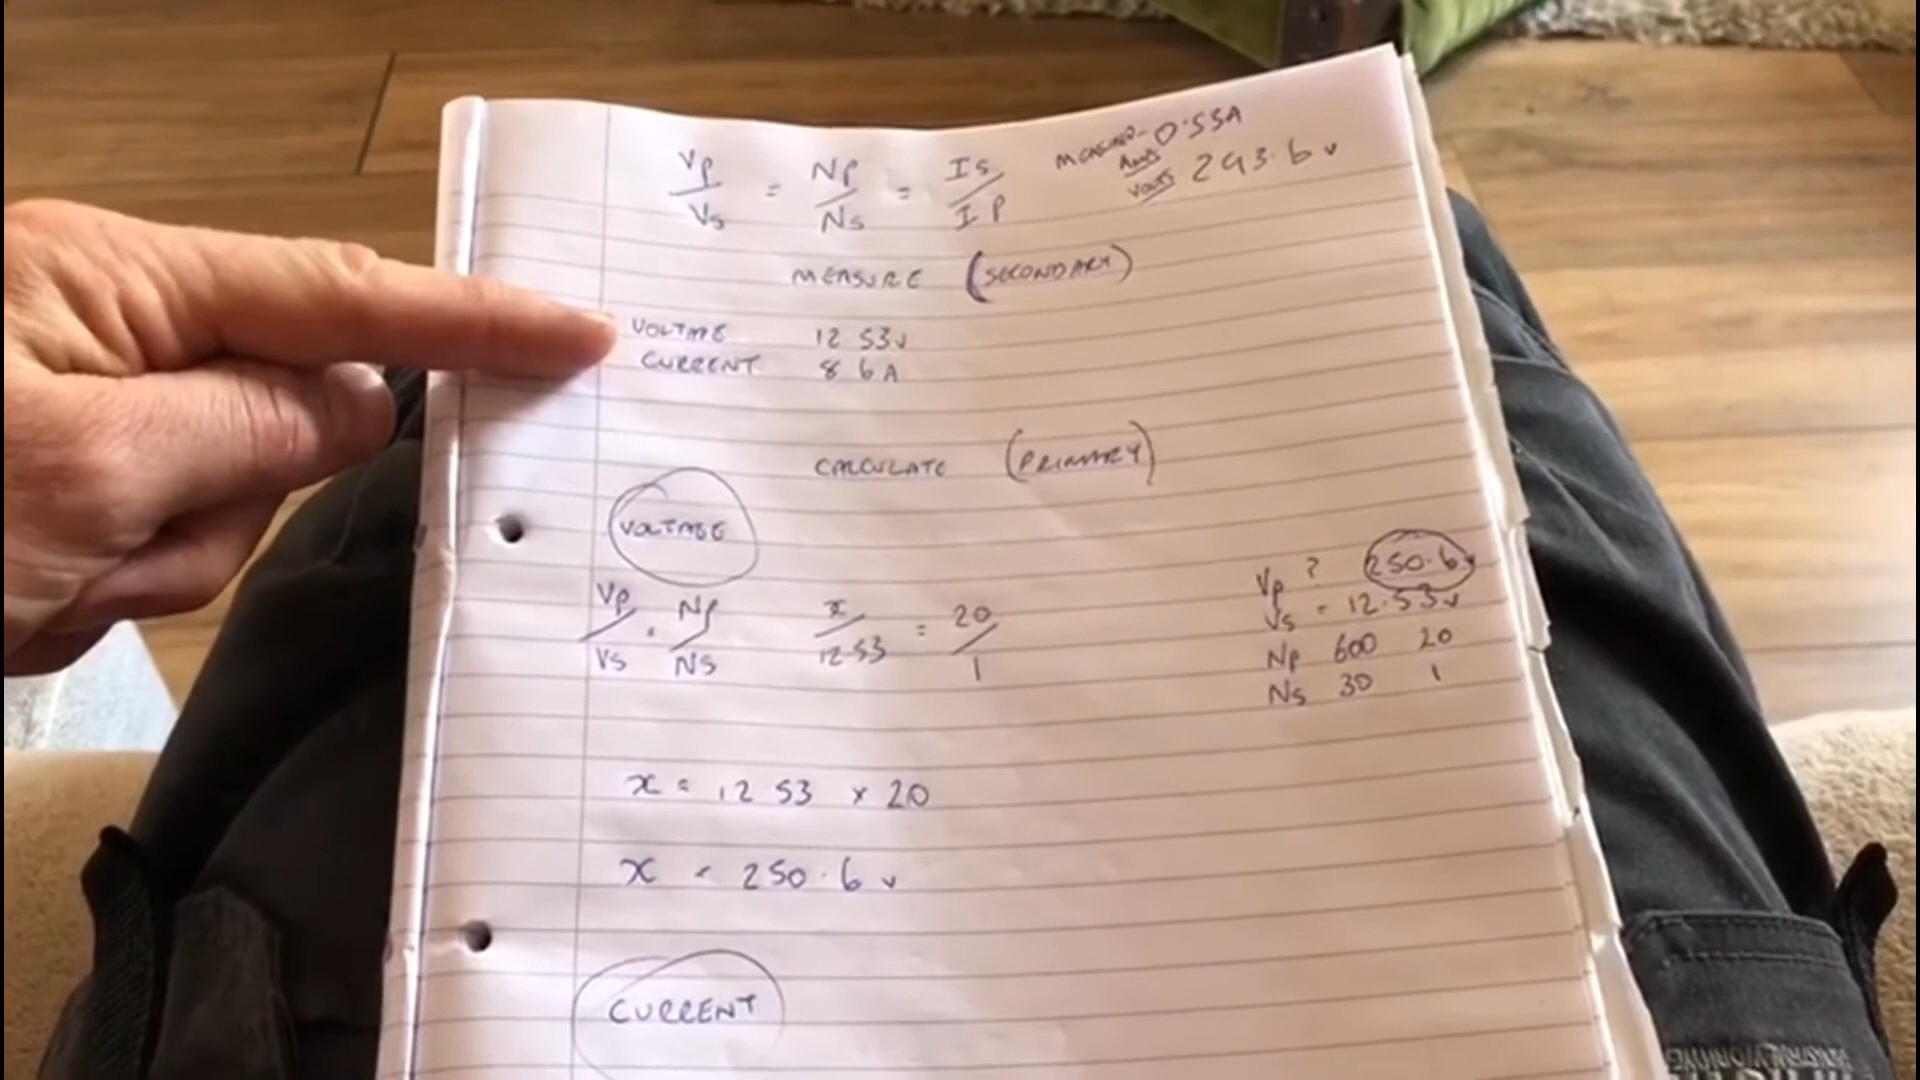 Vp/Vs = Np/Ns = Is/Ip
MEASURED - 0.53A
AMPS
VOLTS 243.6v
MEASURE (SECONDARY)
VOLTAGE 12 53v
CURRENT 8 6A
CALCULATE (PRIMARY)
VOLTAGE
Vp/Vs = Np/Ns x/12 53 = 20/1
Vp ? 250.6v
Vs = 12.53v
Np 600 20
Ns 30 1
x = 12 53 x 20
x = 250.6v
CURRENT